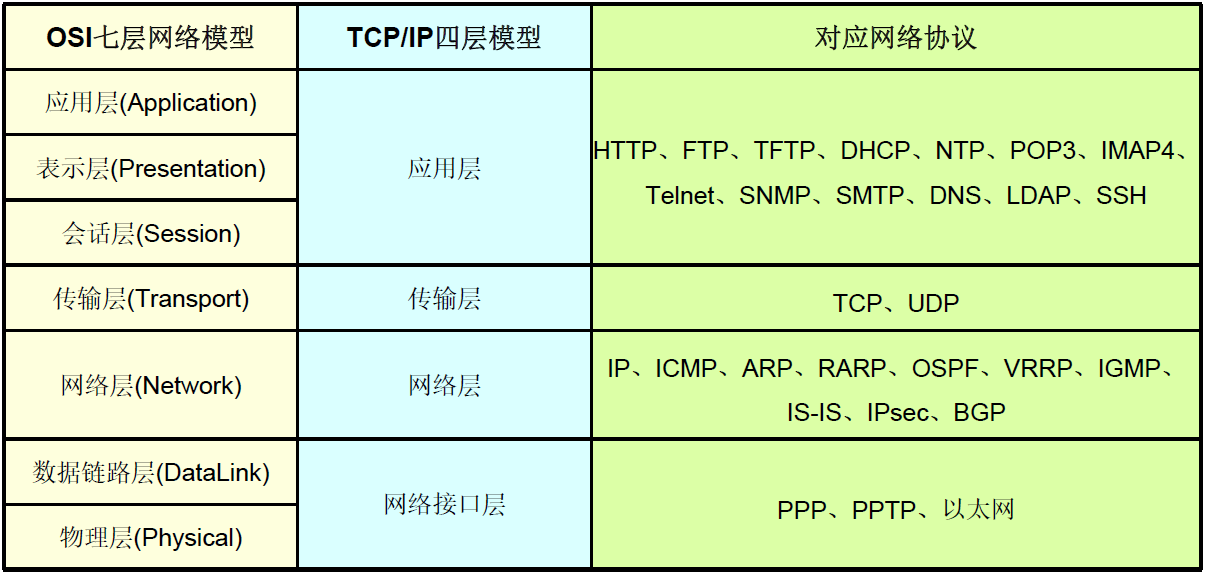 OSI七层网络模型
TCP/IP四层模型
对应网络协议
应用层(Application)
表示层(Presentation)
会话层(Session)
应用层
HTTP、FTP、TFTP、DHCP、NTP、POP3、IMAP4、
Telnet、SNMP、SMTP、DNS、LDAP、SSH
传输层(Transport)
传输层
TCP、UDP
网络层(Network)
网络层
IP、ICMP、ARP、RARP、OSPF、VRRP、IGMP、
IS-IS、IPsec、BGP
数据链路层(DataLink)
物理层(Physical)
网络接口层
PPP、PPTP、以太网